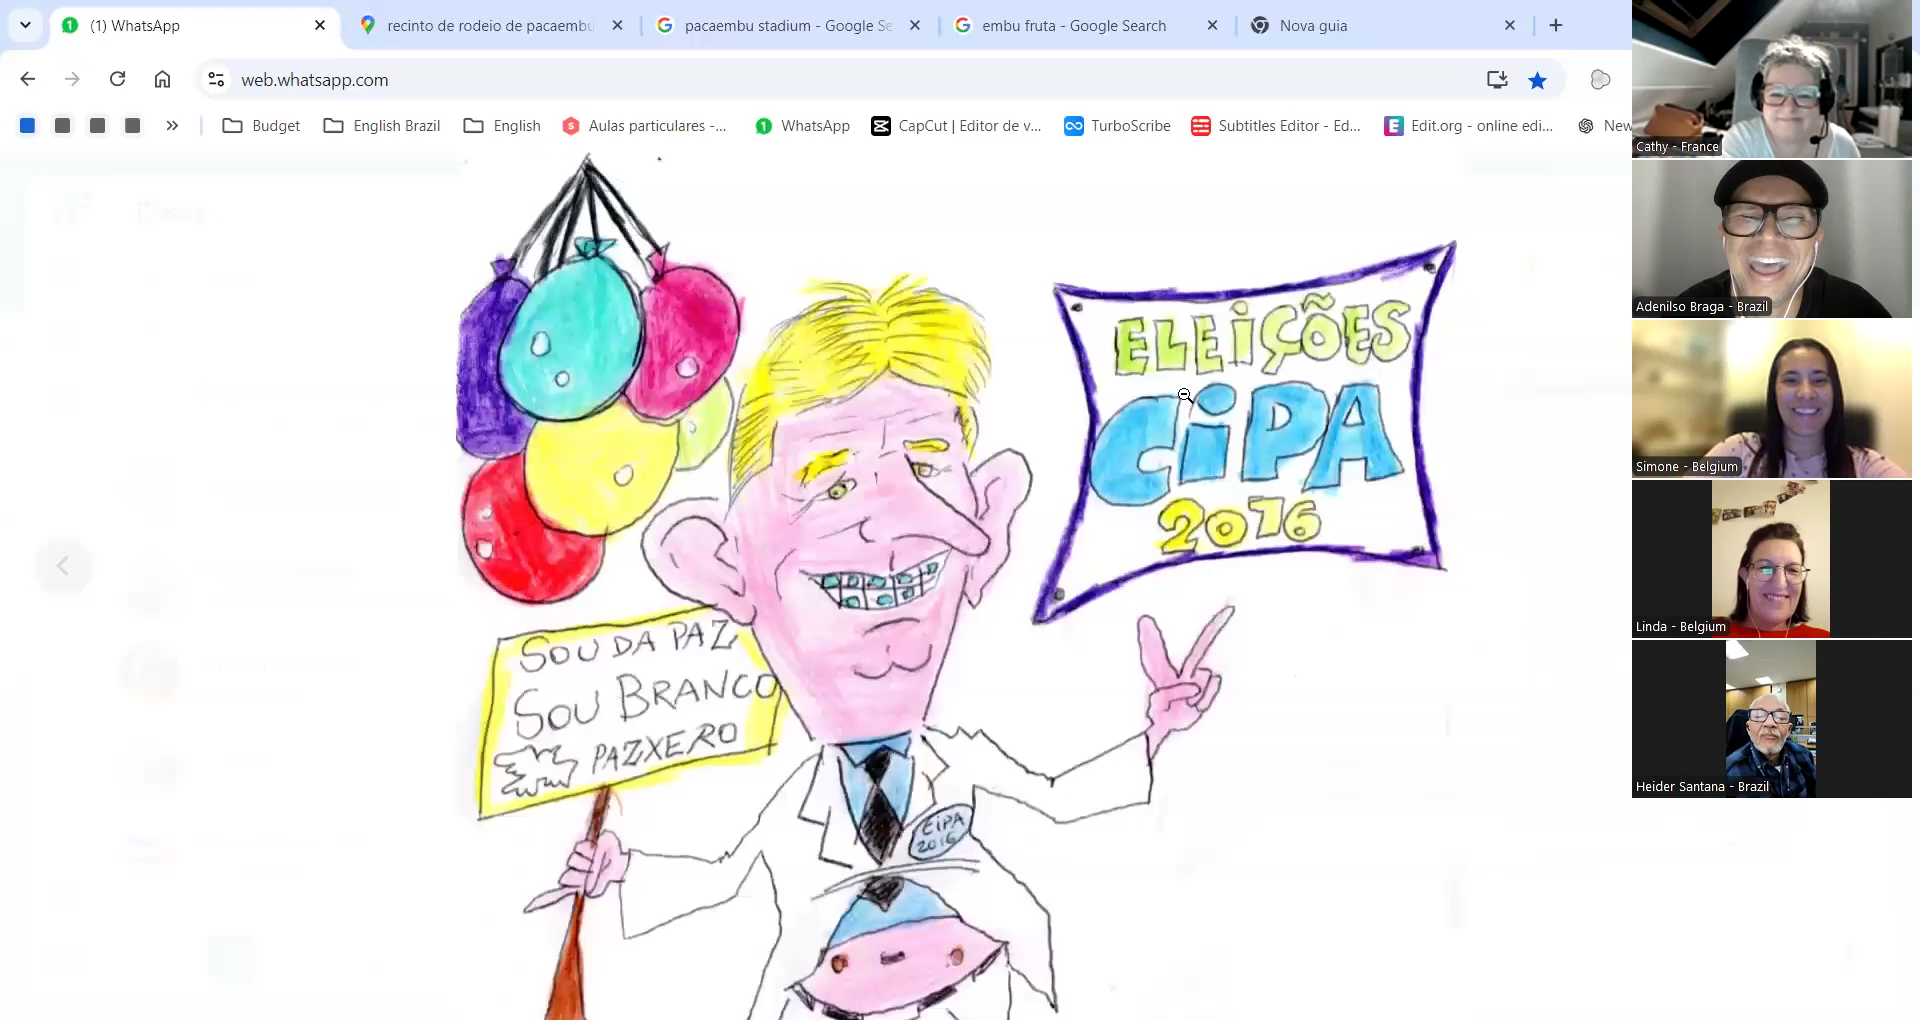 (1) WhatsApp
recinto de rodeio de pacaembu
pacaembu stadium - Google Se
embu fruta - Google Search
Nova guia
web.whatsapp.com
Budget
English Brazil
English
Aulas particulares -...
WhatsApp
CapCut | Editor de v...
TurboScribe
Subtitles Editor - Ed...
Edit.org - online edi...
New
Cathy - France
Adenilso Braga - Brazil
Simone - Belgium
Linda - Belgium
Heider Santana - Brazil
ELEIÇÕES
CIPA
2016
SOU DA PAZ
SOU BRANCO
PAZXERO
CIPA
2016